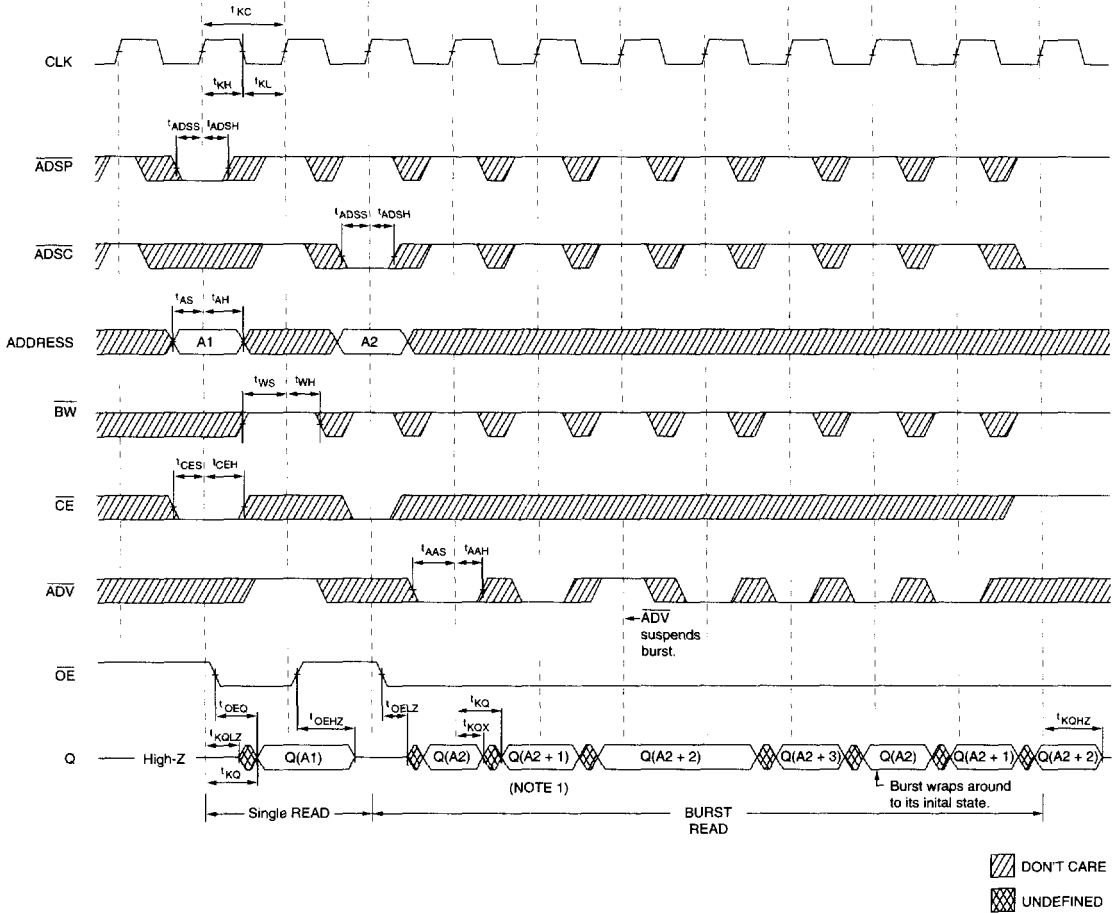 tKC
CLK
tKH
tKL
tADSS
tADSH
ADSP
tADSS
tADSH
ADSC
tAS
tAH
ADDRESS
A1
A2
tWS
tWH
BW
tCES
tCEH
CE
tAAS
tAAH
ADV
ADV
suspends
burst.
OE
tOEQ
tOEHZ
tOELZ
tKQ
tKQX
tKQLZ
tKQHZ
Q
High-Z
Q(A1)
Q(A2)
Q(A2 + 1)
Q(A2 + 2)
Q(A2 + 3)
Q(A2)
Q(A2 + 1)
Q(A2 + 2)
tKQ
(NOTE 1)
Burst wraps around
to its inital state.
Single READ
BURST
READ
DON'T CARE
UNDEFINED